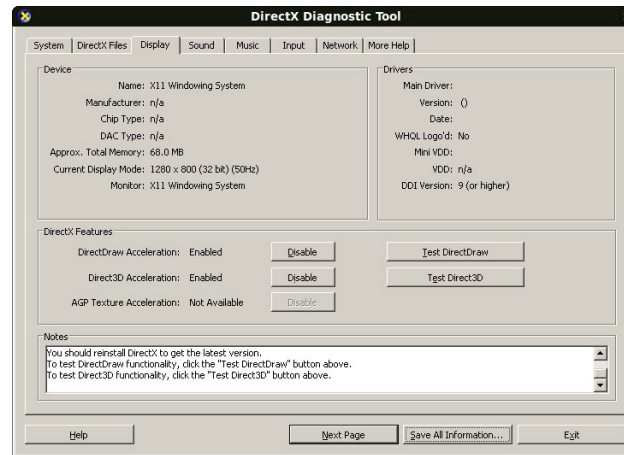 DirectX Diagnostic Tool
System DirectX Files Display Sound Music Input Network More Help
Device
Name: X11 Windowing System
Manufacturer: n/a
Chip Type: n/a
DAC Type: n/a
Approx. Total Memory: 68.0 MB
Current Display Mode: 1280 x 800 (32 bit) (50Hz)
Monitor: X11 Windowing System
Drivers
Main Driver:
Version: ()
Date:
WHQL Logo'd: No
Mini VDD:
VDD: n/a
DDI Version: 9 (or higher)
DirectX Features
DirectDraw Acceleration: Enabled Disable Test DirectDraw
Direct3D Acceleration: Enabled Disable Test Direct3D
AGP Texture Acceleration: Not Available Disable
Notes
You should reinstall DirectX to get the latest version.
To test DirectDraw functionality, click the "Test DirectDraw" button above.
To test Direct3D functionality, click the "Test Direct3D" button above.
Help Next Page Save All Information... Exit